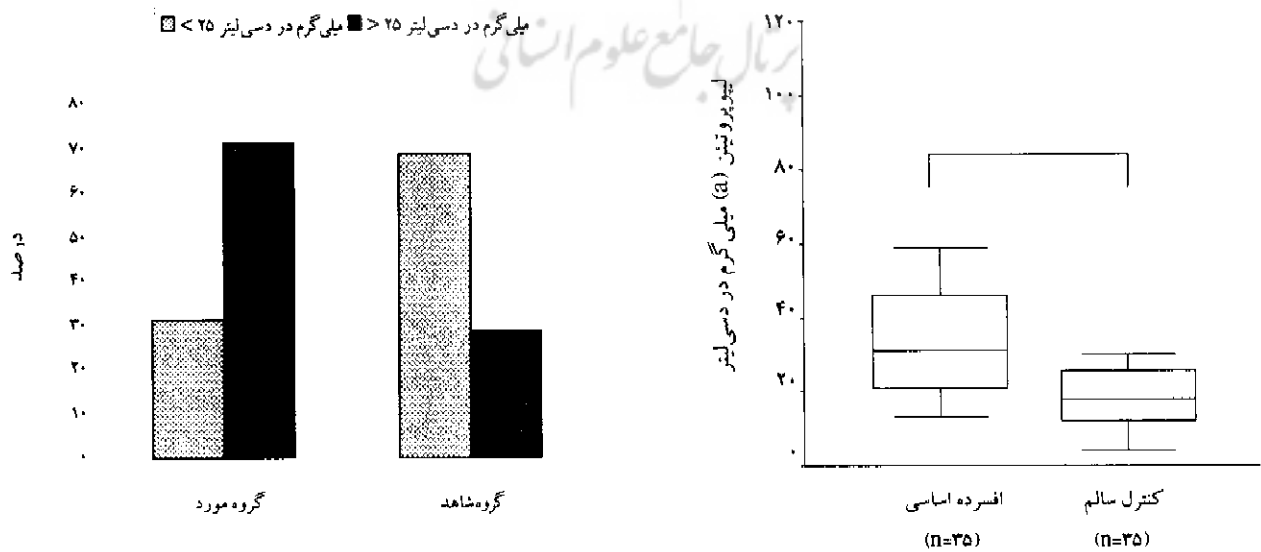 میلی‌گرم در دسی‌لیتر ۲۵ < میلی‌گرم در دسی‌لیتر ۲۵ >
پرتال جامع علوم انسانی
درصد
۸۰
۷۰
۶۰
۵۰
۴۰
۳۰
۲۰
۱۰
۰
گروه مورد
گروه شاهد
لیپوپروتیئن (a) میلی گرم در دسی‌لیتر
۱۲۰
۱۰۰
۸۰
۶۰
۴۰
۲۰
۰
افسرده اساسی
(n=۳۵)
کنترل سالم
(n=۳۵)